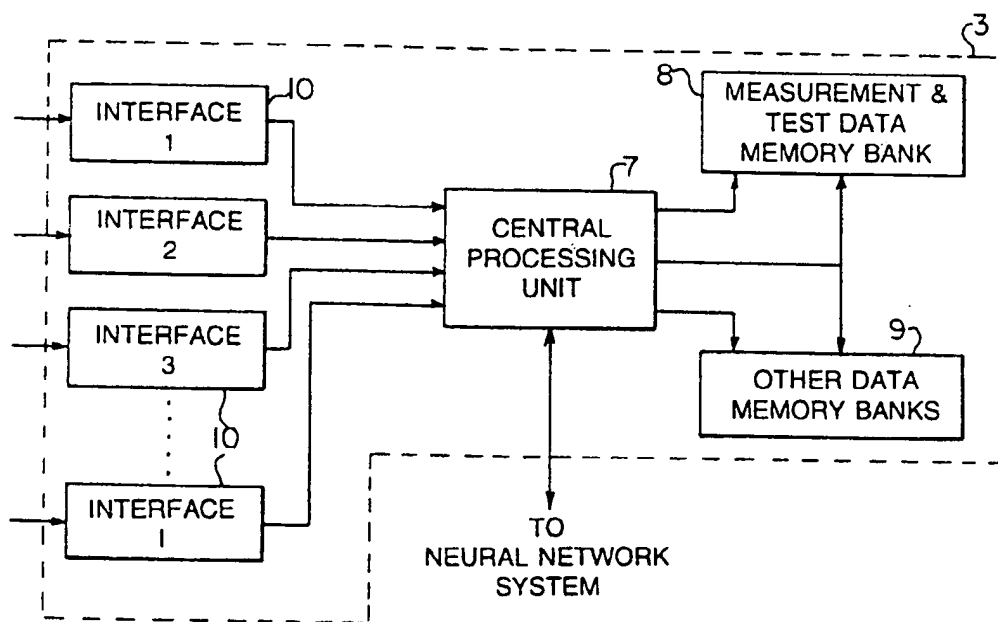 3
INTERFACE
1
10
8
MEASUREMENT &
TEST DATA
MEMORY BANK
7
INTERFACE
2
CENTRAL
PROCESSING
UNIT
INTERFACE
3
10
9
OTHER DATA
MEMORY BANKS
10
INTERFACE
I
TO
NEURAL NETWORK
SYSTEM